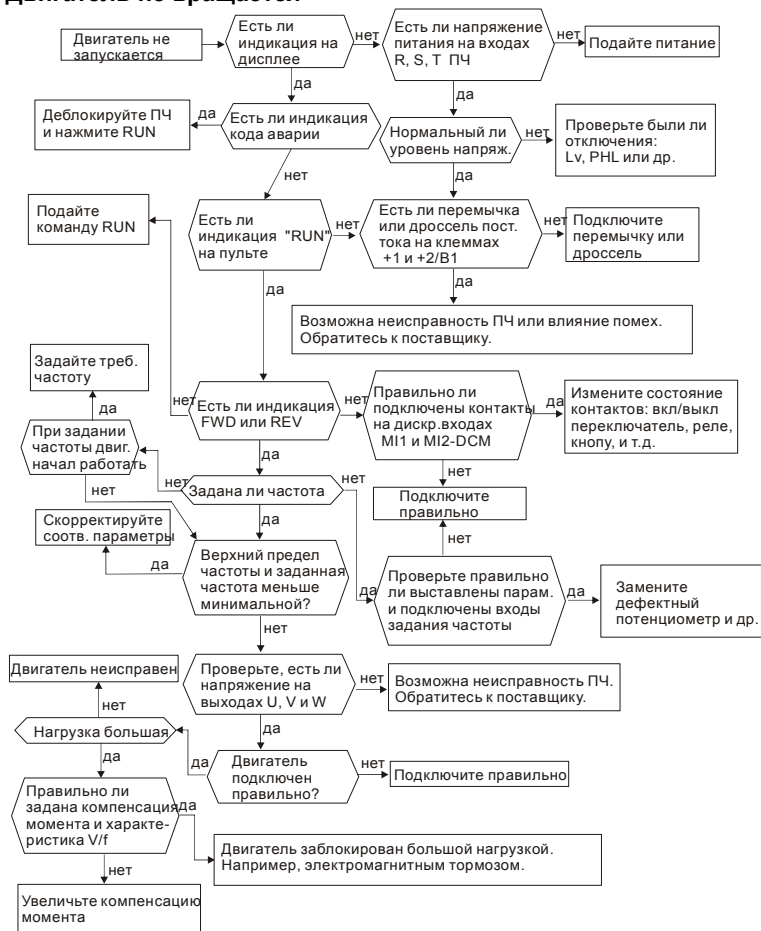 Двигатель не вращается
Двигатель не
запускается
Есть ли
индикация на
дисплее
нет
Есть ли напряжение
питания на входах
R, S, T ПЧ
нет
Подайте питание
да
да
Деблокируйте ПЧ
и нажмите RUN
да
Есть ли индикация
кода аварии
Нормальный ли
уровень напряж.
нет
Проверьте были ли
отключения:
Lv, PHL или др.
нет
да
Подайте
команду RUN
Есть ли
индикация "RUN"
на пульте
нет
Есть ли перемычка
или дроссель пост.
тока на клеммах
+1 и +2/B1
нет
Подключите
перемычку или
дроссель
да
да
Возможна неисправность ПЧ или влияние помех.
Обратитесь к поставщику.
Задайте треб.
частоту
нет
Есть ли индикация
FWD или REV
нет
Правильно ли
подключены контакты
на дискр.входах
MI1 и MI2-DCM
да
Измените состояние
контактов: вкл/выкл
переключатель, реле,
кнопу, и т.д.
да
При задании
частоты двиг.
начал работать
да
нет
нет
нет
Задана ли частота
нет
Подключите
правильно
Скорректируйте
соотв. параметры
да
нет
да
Верхний предел
частоты и заданная
частота меньше
минимальной?
да
Проверьте правильно
ли выставлены парам.
и подключены входы
задания частоты
да
Замените
дефектный
потенциометр и др.
нет
Двигатель неисправен
Проверьте, есть ли
напряжение на
выходах U, V и W
нет
Возможна неисправность ПЧ.
Обратитесь к поставщику.
нет
да
Нагрузка большая
да
Двигатель
подключен
правильно?
нет
Подключите правильно
да
Правильно ли
задана компенсация
момента и характе-
ристика V/f
да
Двигатель заблокирован большой нагрузкой.
Например, электромагнитным тормозом.
нет
Увеличьте компенсацию
момента